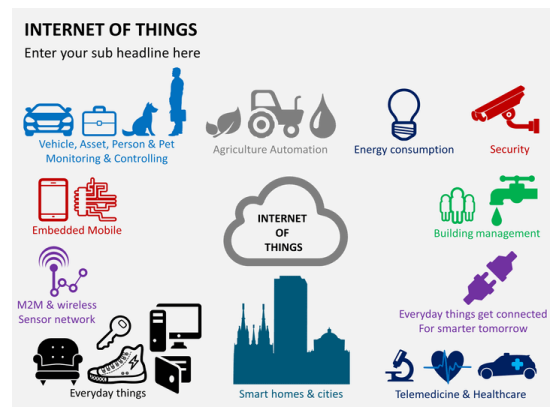 INTERNET OF THINGS
Enter your sub headline here
Vehicle, Asset, Person & Pet
Monitoring & Controlling
Agriculture Automation
Energy consumption
Security
Embedded Mobile
INTERNET
OF
THINGS
Building management
M2M & wireless
Sensor network
Everyday things get connected
For smarter tomorrow
Everyday things
Smart homes & cities
Telemedicine & Healthcare